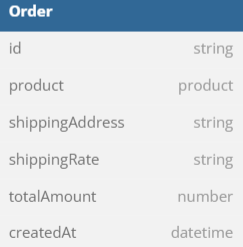 Order
id string
product product
shippingAddress string
shippingRate string
totalAmount number
createdAt datetime